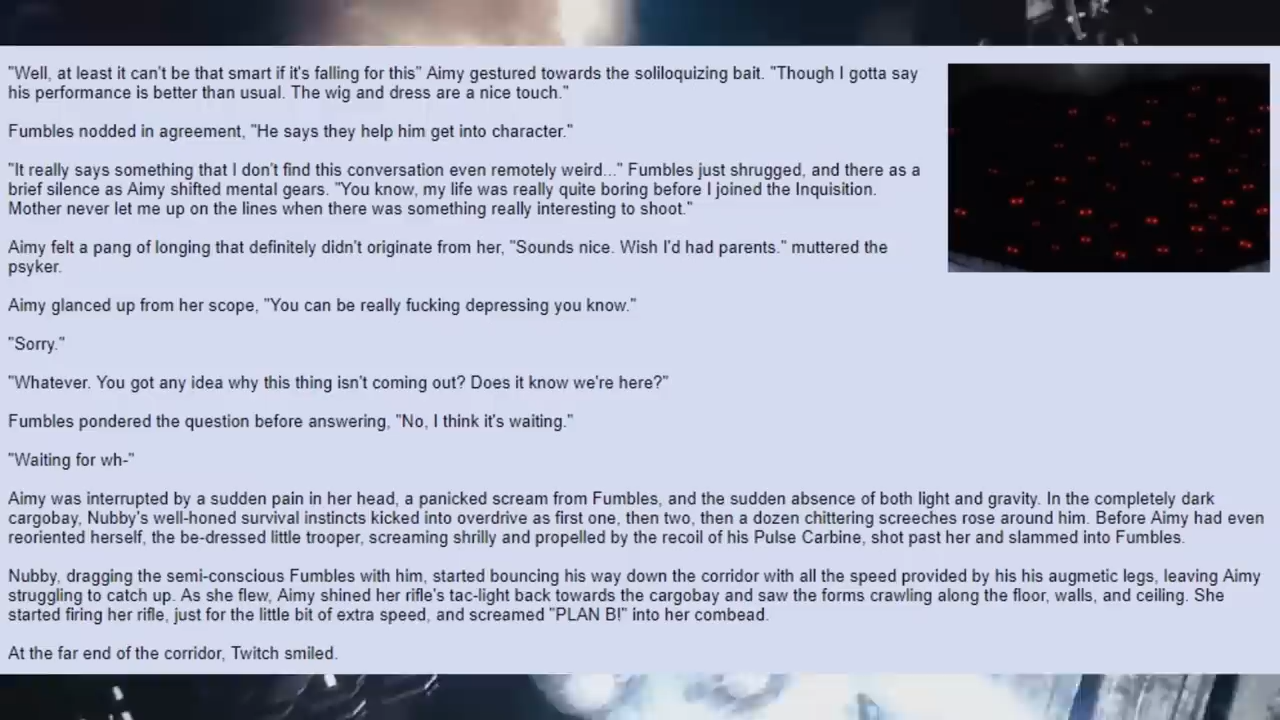 "Well, at least it can't be that smart if it's falling for this" Aimy gestured towards the soliloquizing bait. "Though I gotta say
his performance is better than usual. The wig and dress are a nice touch."
Fumbles nodded in agreement, "He says they help him get into character."
"It really says something that I don't find this conversation even remotely weird..." Fumbles just shrugged, and there as a
brief silence as Aimy shifted mental gears. "You know, my life was really quite boring before I joined the Inquisition.
Mother never let me up on the lines when there was something really interesting to shoot."
Aimy felt a pang of longing that definitely didn't originate from her, "Sounds nice. Wish I'd had parents." muttered the
psyker.
Aimy glanced up from her scope, "You can be really fucking depressing you know."
"Sorry."
"Whatever. You got any idea why this thing isn't coming out? Does it know we're here?"
Fumbles pondered the question before answering, "No, I think it's waiting."
"Waiting for wh-"
Aimy was interrupted by a sudden pain in her head, a panicked scream from Fumbles, and the sudden absence of both light and gravity. In the completely dark
cargobay, Nubby's well-honed survival instincts kicked into overdrive as first one, then two, then a dozen chittering screeches rose around him. Before Aimy had even
reoriented herself, the be-dressed little trooper, screaming shrilly and propelled by the recoil of his Pulse Carbine, shot past her and slammed into Fumbles.
Nubby, dragging the semi-conscious Fumbles with him, started bouncing his way down the corridor with all the speed provided by his his augmetic legs, leaving Aimy
struggling to catch up. As she flew, Aimy shined her rifle's tac-light back towards the cargobay and saw the forms crawling along the floor, walls, and ceiling. She
started firing her rifle, just for the little bit of extra speed, and screamed "PLAN B!" into her combead.
At the far end of the corridor, Twitch smiled.